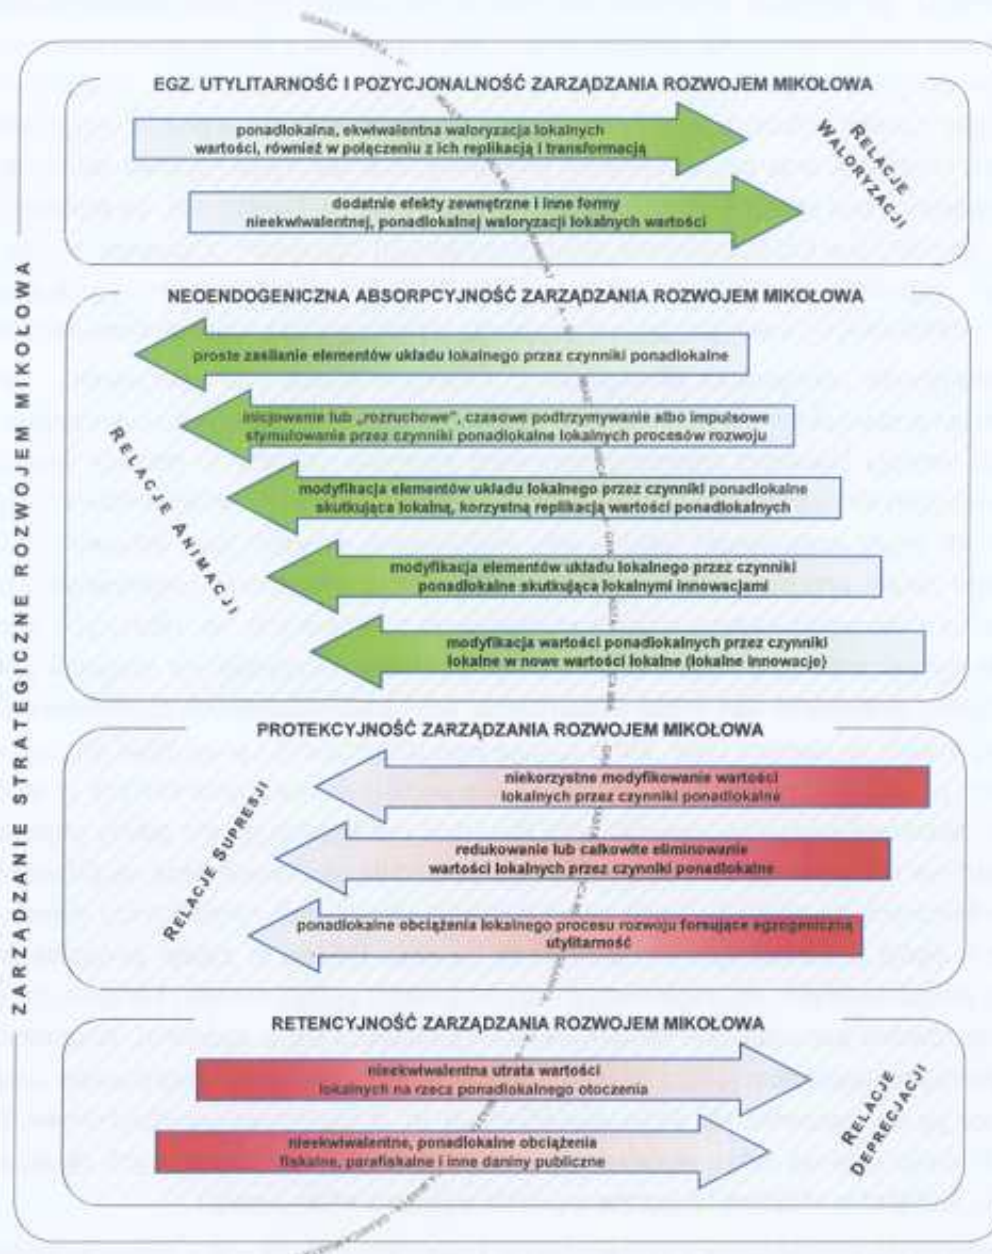 GRANICA MIASTA
EGZ. UTYLITARNOŚĆ I POZYCJONALNOŚĆ ZARZĄDZANIA ROZWOJEM MIKOŁOWA
ponadlokalna, ekwiwalentna waloryzacja lokalnych
wartości, również w połączeniu z ich replikacją i transformacją
dodatnie efekty zewnętrzne i inne formy
nieekwiwalentnej, ponadlokalnej waloryzacji lokalnych wartości
RELACJE
WALORYZACJI
ZARZĄDZANIE STRATEGICZNE ROZWOJEM MIKOŁOWA
NEOENDOGENICZNA ABSORPCYJNOŚĆ ZARZĄDZANIA ROZWOJEM MIKOŁOWA
proste zasilanie elementów układu lokalnego przez czynniki ponadlokalne
inicjowanie lub „rozruchowe", czasowe podtrzymywanie albo impulsowe
stymulowanie przez czynniki ponadlokalne lokalnych procesów rozwoju
modyfikacja elementów układu lokalnego przez czynniki ponadlokalne
skutkująca lokalną, korzystną replikacją wartości ponadlokalnych
modyfikacja elementów układu lokalnego przez czynniki
ponadlokalne skutkująca lokalnymi innowacjami
modyfikacja wartości ponadlokalnych przez czynniki
lokalne w nowe wartości lokalne (lokalne innowacje)
RELACJE ANIMACJI
PROTEKCYJNOŚĆ ZARZĄDZANIA ROZWOJEM MIKOŁOWA
niekorzystne modyfikowanie wartości
lokalnych przez czynniki ponadlokalne
redukowanie lub całkowite eliminowanie
wartości lokalnych przez czynniki ponadlokalne
ponadlokalne obciążenia lokalnego procesu rozwoju forsujące egzogeniczną
utylitarność
RELACJE SUPRESJI
RETENCYJNOŚĆ ZARZĄDZANIA ROZWOJEM MIKOŁOWA
nieekwiwalentna utrata wartości
lokalnych na rzecz ponadlokalnego otoczenia
nieekwiwalentne, ponadlokalne obciążenia
fiskalne, parafiskalne i inne daniny publiczne
RELACJE
DEPRECJACJI